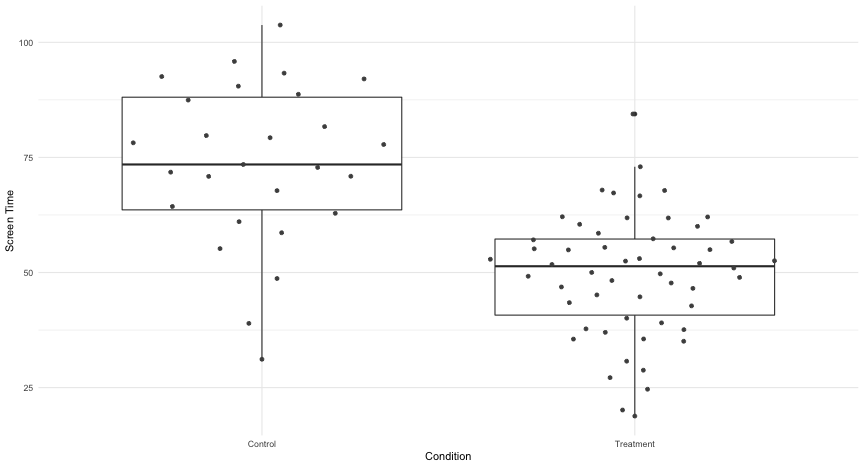 100
75
50
25
Screen Time
Control
Treatment
Condition